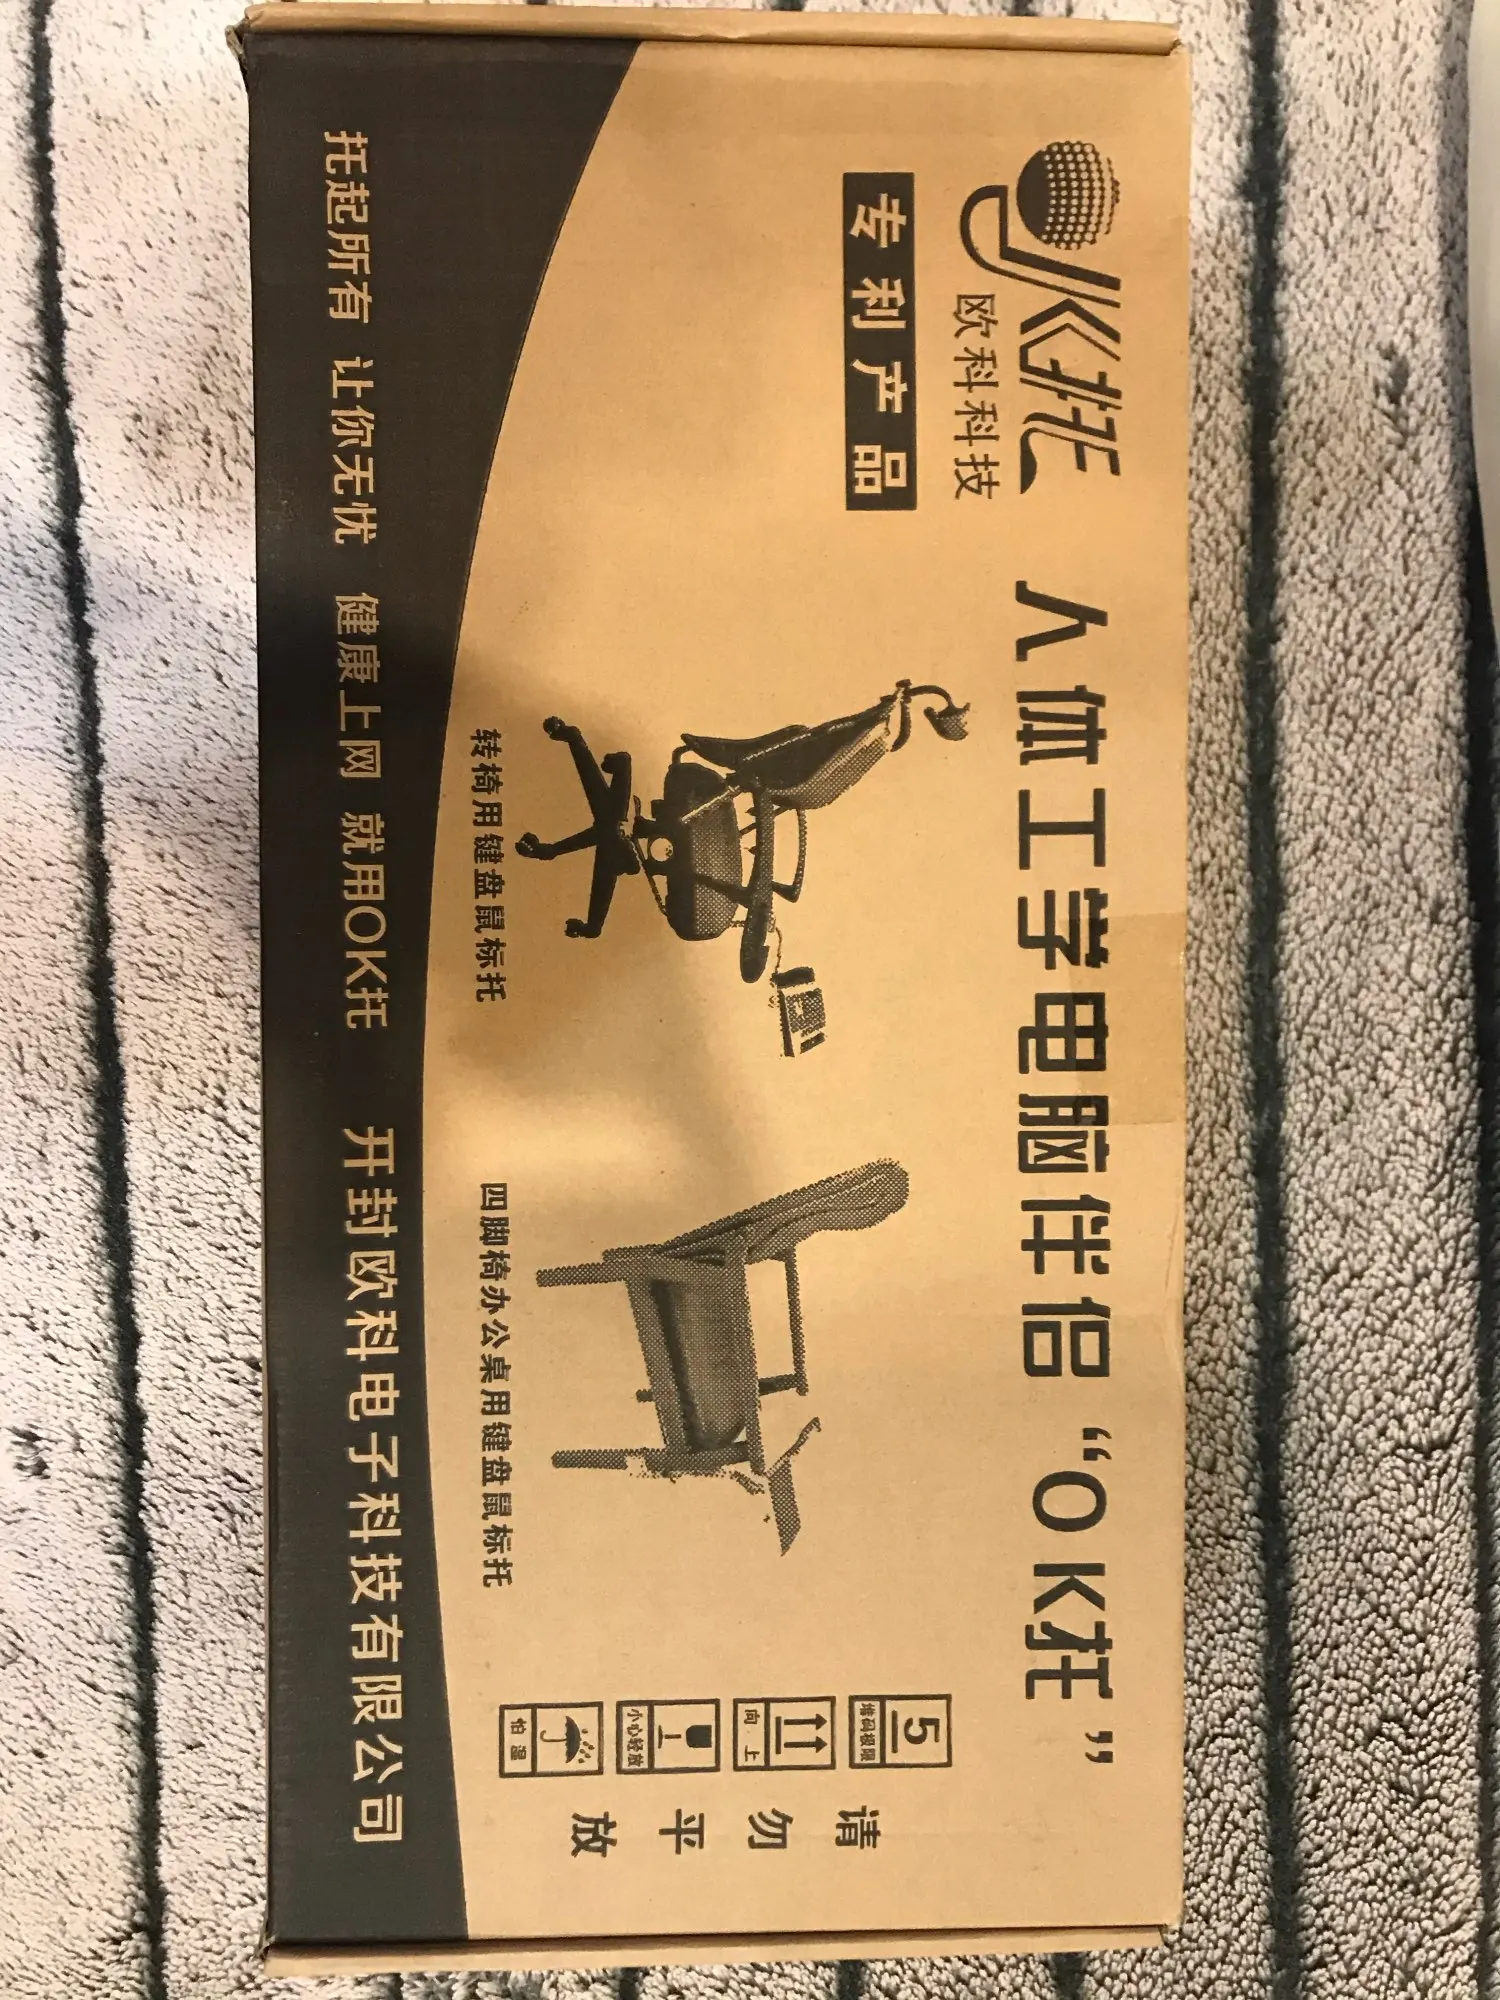 OK托
欧科科技
专利产品
人体工学电脑伴侣“OK托”
转椅用键盘鼠标托
四脚椅办公桌用键盘鼠标托
5
堆码极限
向上
小心轻放
怕湿
请勿平放
托起所有 让你无忧 健康上网 就用OK托 开封欧科电子科技有限公司